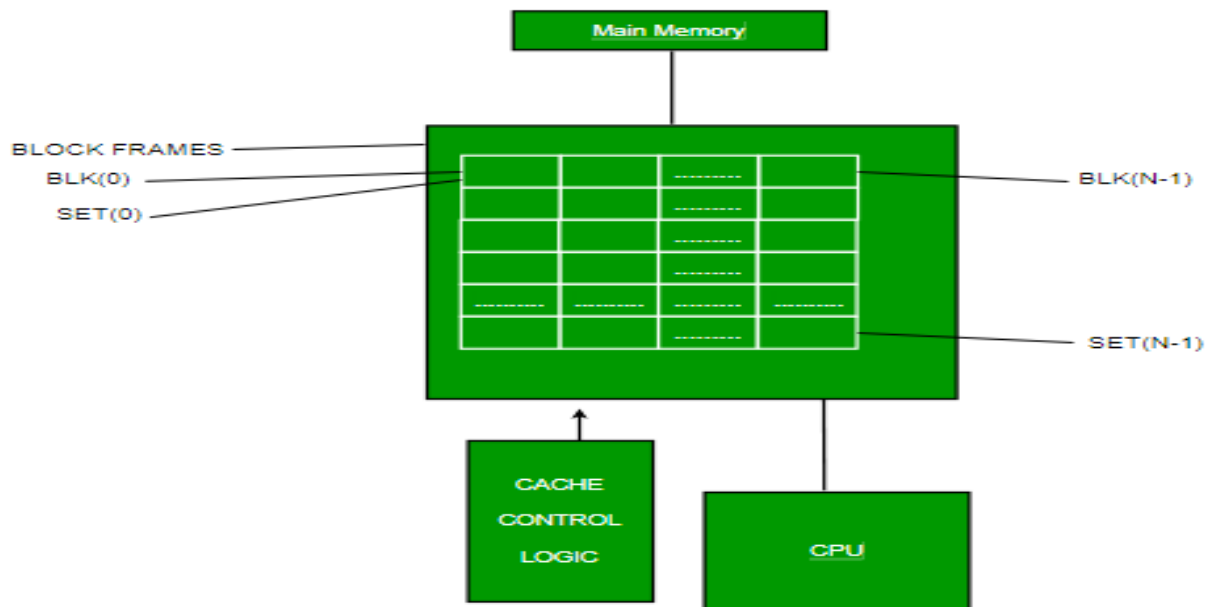 Main Memory
BLOCK FRAMES
BLK(0)
SET(0)
BLK(N-1)
SET(N-1)
CACHE
CONTROL
LOGIC
CPU